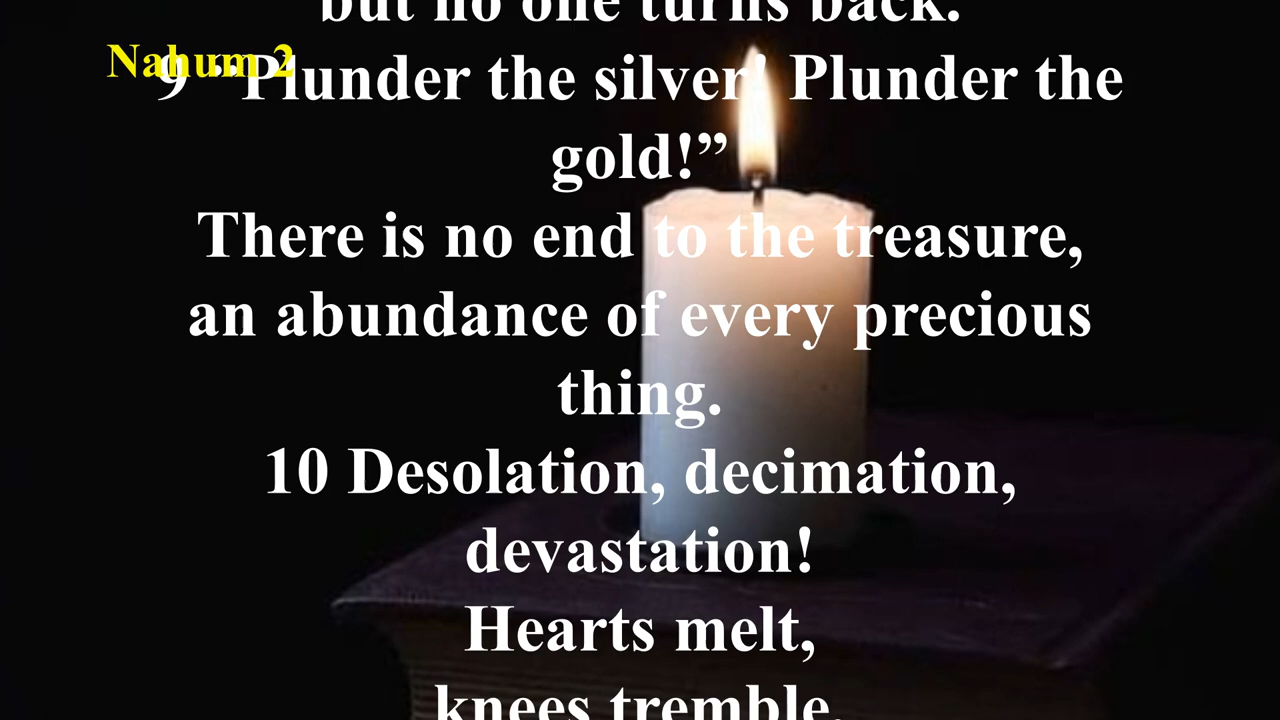 but no one turns back.
Nahum 2
9 “Plunder the silver! Plunder the
gold!”
There is no end to the treasure,
an abundance of every precious
thing.
10 Desolation, decimation,
devastation!
Hearts melt,
knees tremble,